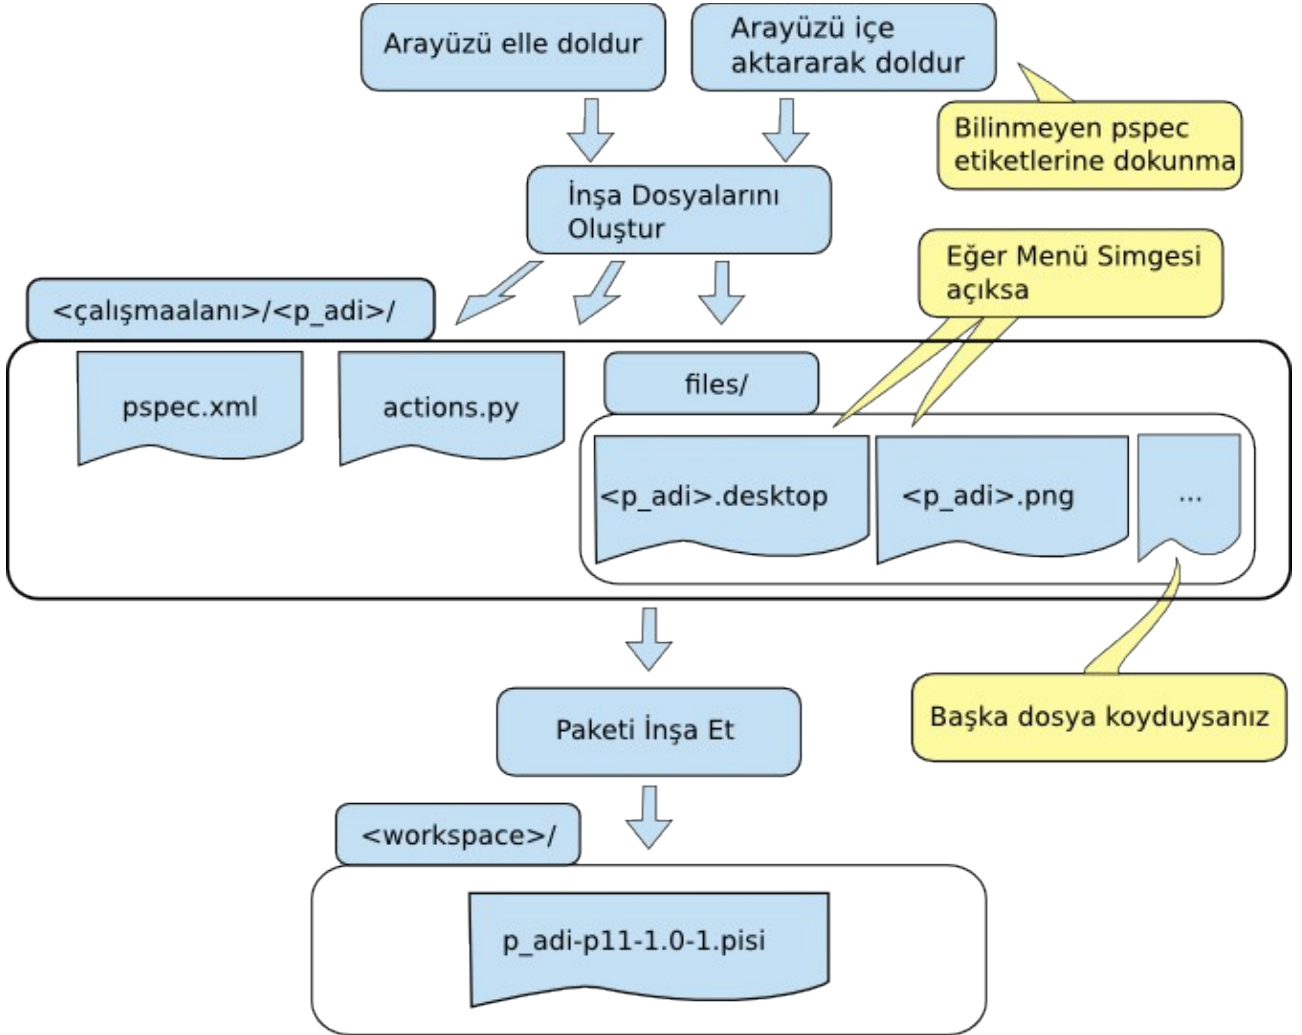 Arayüzü elle doldur
Arayüzü içe
aktararak doldur
Bilinmeyen pspec
etiketlerine dokunma
İnşa Dosyalarını
Oluştur
Eğer Menü Simgesi
açıksa
<çalışmaalanı>/<p_adi>/
pspec.xml
actions.py
files/
<p_adi>.desktop
<p_adi>.png
...
Paketi İnşa Et
Başka dosya koyduysanız
<workspace>/
p_adi-p11-1.0-1.pisi